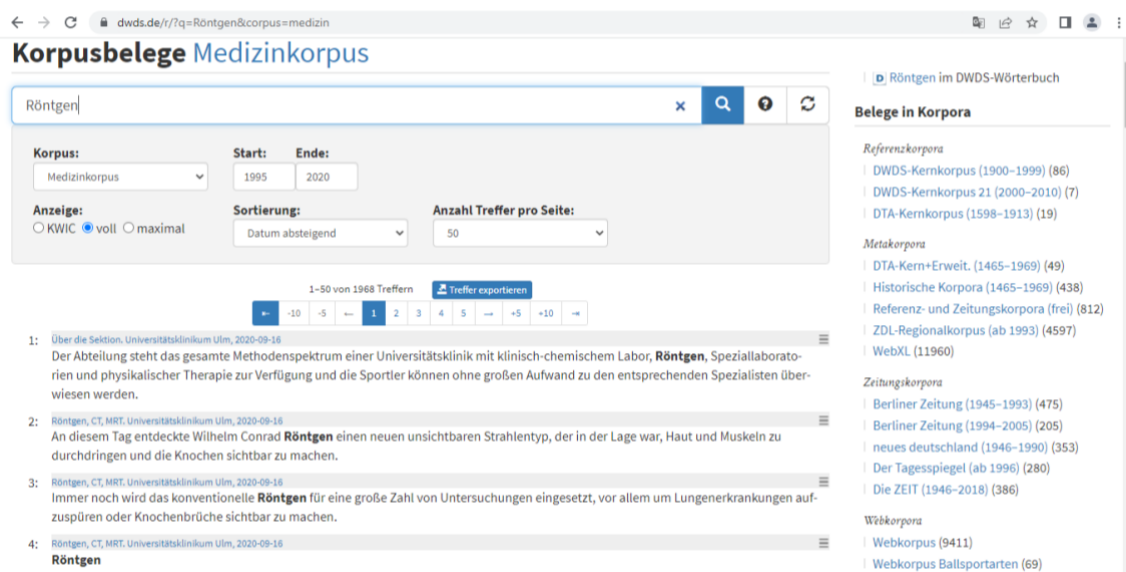 dwds.de/r/?q=Röntgen&corpus=medizin
Korpusbelege Medizinkorpus
Röntgen
Korpus:
Start:
Ende:
Medizinkorpus
1995
2020
Anzeige:
Sortierung:
Anzahl Treffer pro Seite:
KWIC voll maximal
Datum absteigend
50
1–50 von 1968 Treffern
Treffer exportieren
⇤ -10 -5 ← 1 2 3 4 5 → +5 +10 ⇥
1: Über die Sektion. Universitätsklinikum Ulm, 2020-09-16
Der Abteilung steht das gesamte Methodenspektrum einer Universitätsklinik mit klinisch-chemischem Labor, Röntgen, Speziallaborato-
rien und physikalischer Therapie zur Verfügung und die Sportler können ohne großen Aufwand zu den entsprechenden Spezialisten über-
wiesen werden.
2: Röntgen, CT, MRT. Universitätsklinikum Ulm, 2020-09-16
An diesem Tag entdeckte Wilhelm Conrad Röntgen einen neuen unsichtbaren Strahlentyp, der in der Lage war, Haut und Muskeln zu
durchdringen und die Knochen sichtbar zu machen.
3: Röntgen, CT, MRT. Universitätsklinikum Ulm, 2020-09-16
Immer noch wird das konventionelle Röntgen für eine große Zahl von Untersuchungen eingesetzt, vor allem um Lungenerkrankungen auf-
zuspüren oder Knochenbrüche sichtbar zu machen.
4: Röntgen, CT, MRT. Universitätsklinikum Ulm, 2020-09-16
Röntgen
D Röntgen im DWDS-Wörterbuch
Belege in Korpora
Referenzkorpora
DWDS-Kernkorpus (1900–1999) (86)
DWDS-Kernkorpus 21 (2000–2010) (7)
DTA-Kernkorpus (1598–1913) (19)
Metakorpora
DTA-Kern+Erweit. (1465–1969) (49)
Historische Korpora (1465–1969) (438)
Referenz- und Zeitungskorpora (frei) (812)
ZDL-Regionalkorpus (ab 1993) (4597)
WebXL (11960)
Zeitungskorpora
Berliner Zeitung (1945–1993) (475)
Berliner Zeitung (1994–2005) (205)
neues deutschland (1946–1990) (353)
Der Tagesspiegel (ab 1996) (280)
Die ZEIT (1946–2018) (386)
Webkorpora
Webkorpus (9411)
Webkorpus Ballsportarten (69)